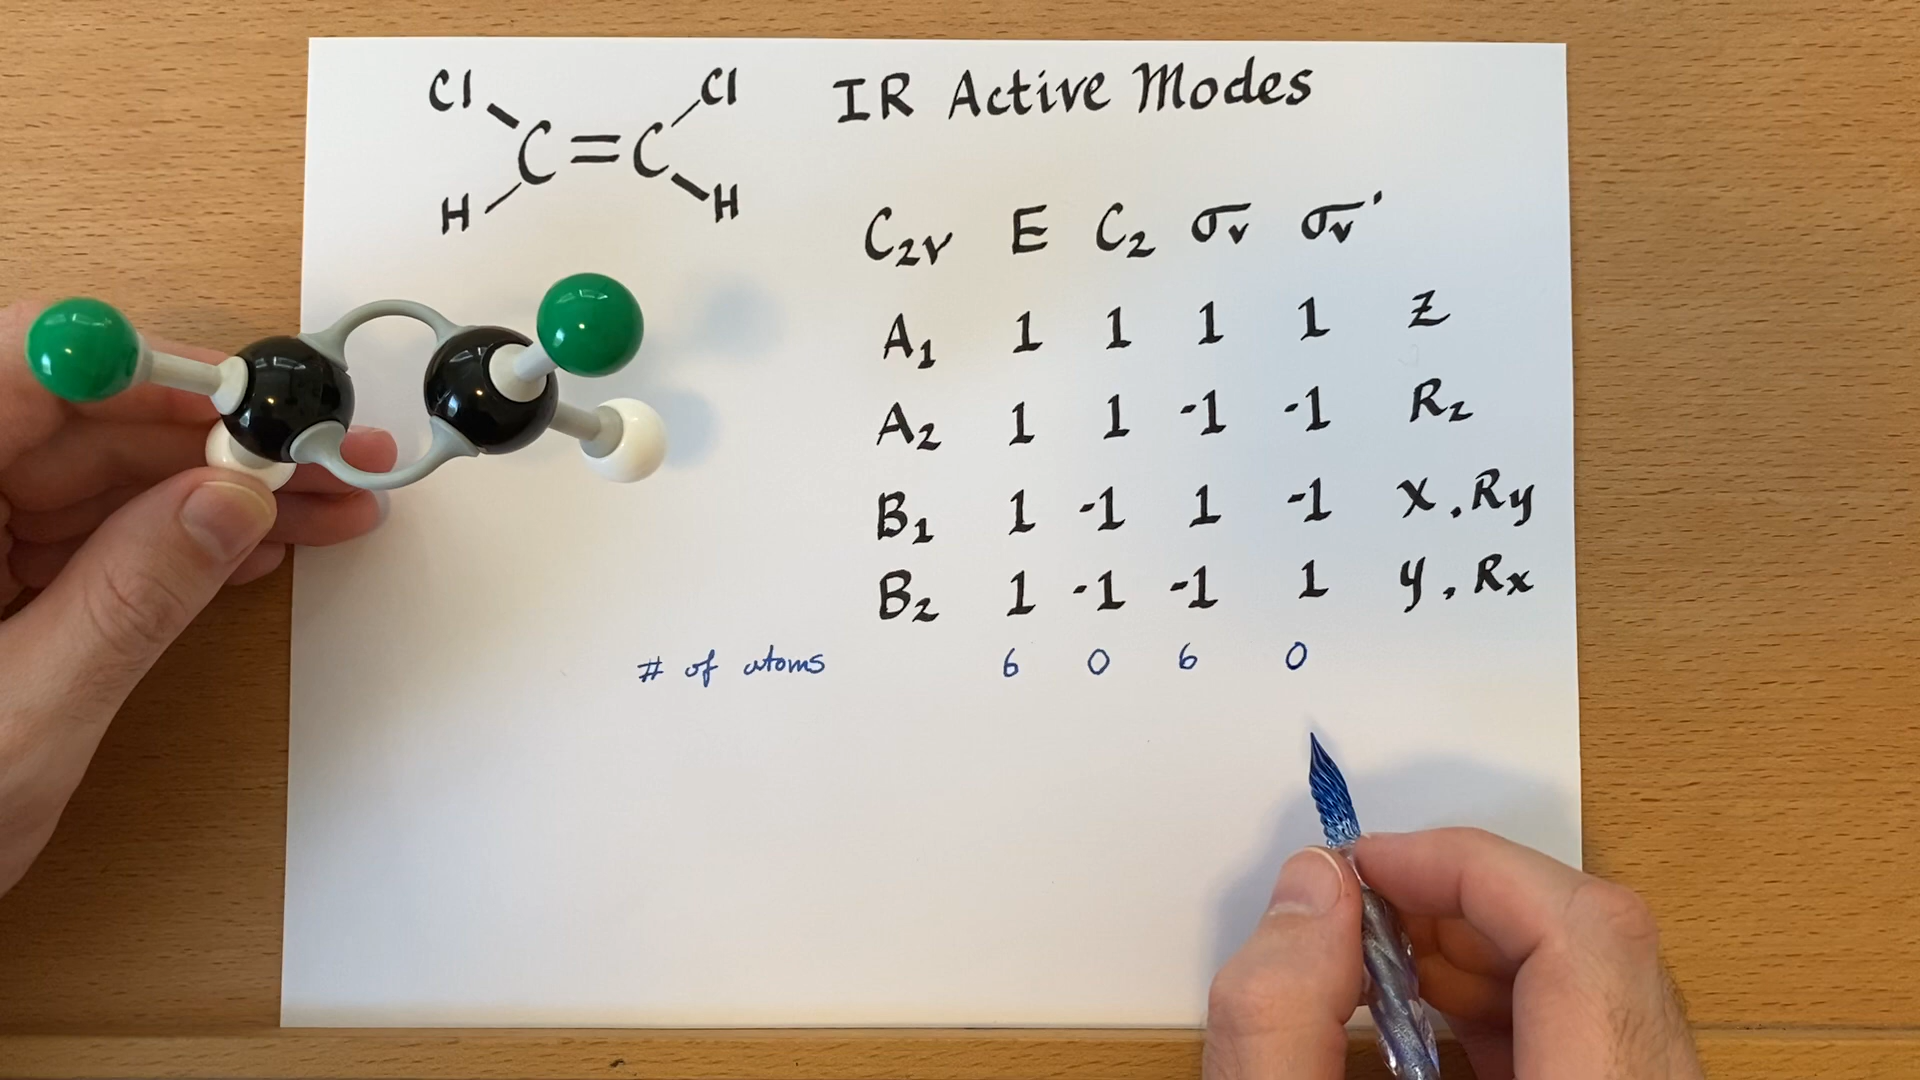 Cl Cl
C=C
H H
IR Active Modes
C2v E C2 σv σv'
A1 1 1 1 1 z
A2 1 1 -1 -1 Rz
B1 1 -1 1 -1 x, Ry
B2 1 -1 -1 1 y, Rx
# of atoms 6 0 6 0